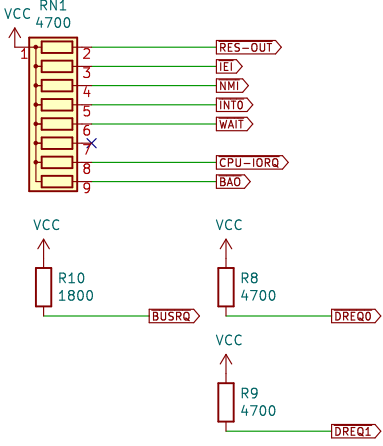 RN1
VCC 4700
1
2 RES-OUT
3 IEI
4 NMI
5 INT0
6 WAIT
7
8 CPU-IORQ
9 BAO
VCC VCC
R10 R8
1800 4700
BUSRQ DREQ0
VCC
R9
4700
DREQ1